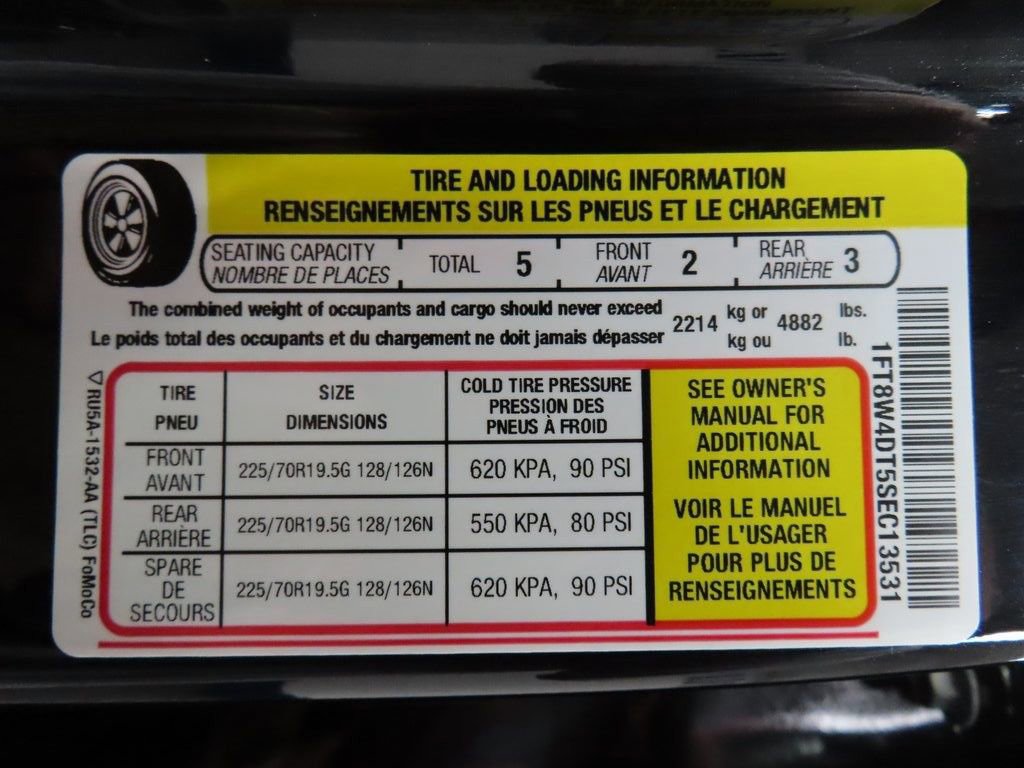 TIRE AND LOADING INFORMATION
RENSEIGNEMENTS SUR LES PNEUS ET LE CHARGEMENT
SEATING CAPACITY TOTAL 5 FRONT 2 REAR 3
NOMBRE DE PLACES AVANT ARRIÈRE
The combined weight of occupants and cargo should never exceed 2214 kg or 4882 lbs.
Le poids total des occupants et du chargement ne doit jamais dépasser kg ou lb.
TIRE SIZE COLD TIRE PRESSURE
PNEU DIMENSIONS PRESSION DES
PNEUS À FROID
FRONT
AVANT 225/70R19.5G 128/126N 620 KPA, 90 PSI
REAR
ARRIÈRE 225/70R19.5G 128/126N 550 KPA, 80 PSI
SPARE
DE
SECOURS 225/70R19.5G 128/126N 620 KPA, 90 PSI
SEE OWNER'S
MANUAL FOR
ADDITIONAL
INFORMATION
VOIR LE MANUEL
DE L'USAGER
POUR PLUS DE
RENSEIGNEMENTS
1FT8W4DT5SEC13531
RU5A-1532-AA (TLC) FoMoCo